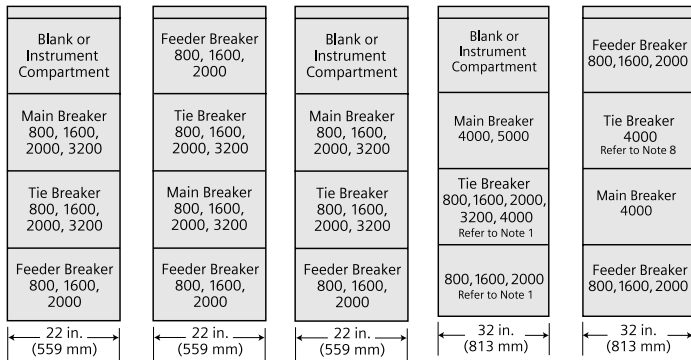 Blank or
Instrument
Compartment
Main Breaker
800, 1600,
2000, 3200
Tie Breaker
800, 1600,
2000, 3200
Feeder Breaker
800, 1600,
2000
22 in.
(559 mm)
Feeder Breaker
800, 1600,
2000
Tie Breaker
800, 1600,
2000, 3200
Main Breaker
800, 1600,
2000, 3200
Feeder Breaker
800, 1600,
2000
22 in.
(559 mm)
Blank or
Instrument
Compartment
Main Breaker
800, 1600,
2000, 3200
Tie Breaker
800, 1600,
2000, 3200
Feeder Breaker
800, 1600,
2000
22 in.
(559 mm)
Blank or
Instrument
Compartment
Main Breaker
4000, 5000
Tie Breaker
800, 1600, 2000,
3200, 4000
Refer to Note 1
800, 1600, 2000
Refer to Note 1
32 in.
(813 mm)
Feeder Breaker
800, 1600, 2000
Tie Breaker
4000
Refer to Note 8
Main Breaker
4000
Feeder Breaker
800, 1600, 2000
32 in.
(813 mm)